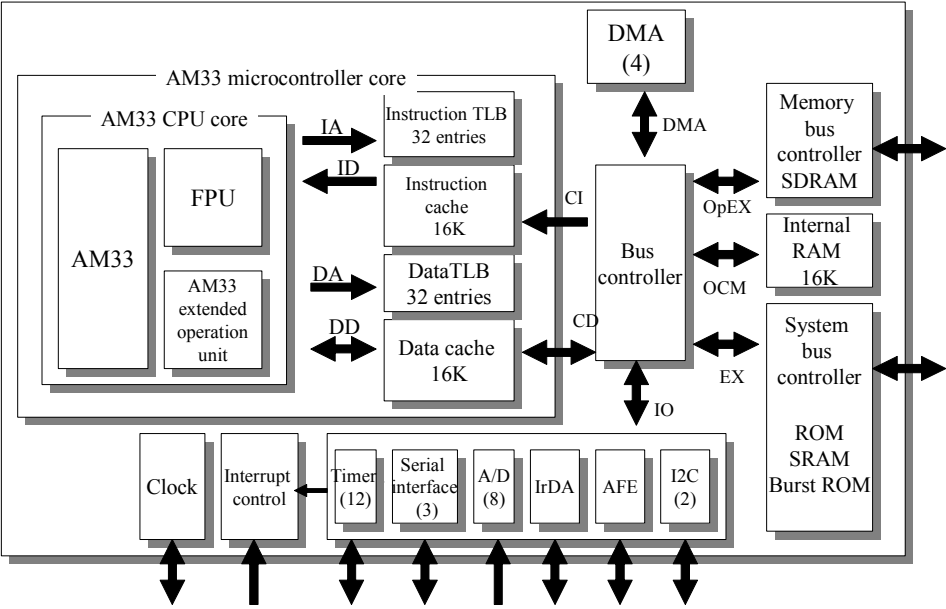 DMA
(4)
AM33 microcontroller core
AM33 CPU core
AM33
FPU
AM33
extended
operation
unit
IA
ID
DA
DD
Instruction TLB
32 entries
Instruction
cache
16K
DataTLB
32 entries
Data cache
16K
CI
CD
DMA
Bus
controller
OpEX
OCM
EX
IO
Memory
bus
controller
SDRAM
Internal
RAM
16K
System
bus
controller
ROM
SRAM
Burst ROM
Clock
Interrupt
control
Timer
(12)
Serial
interface
(3)
A/D
(8)
IrDA
AFE
I2C
(2)